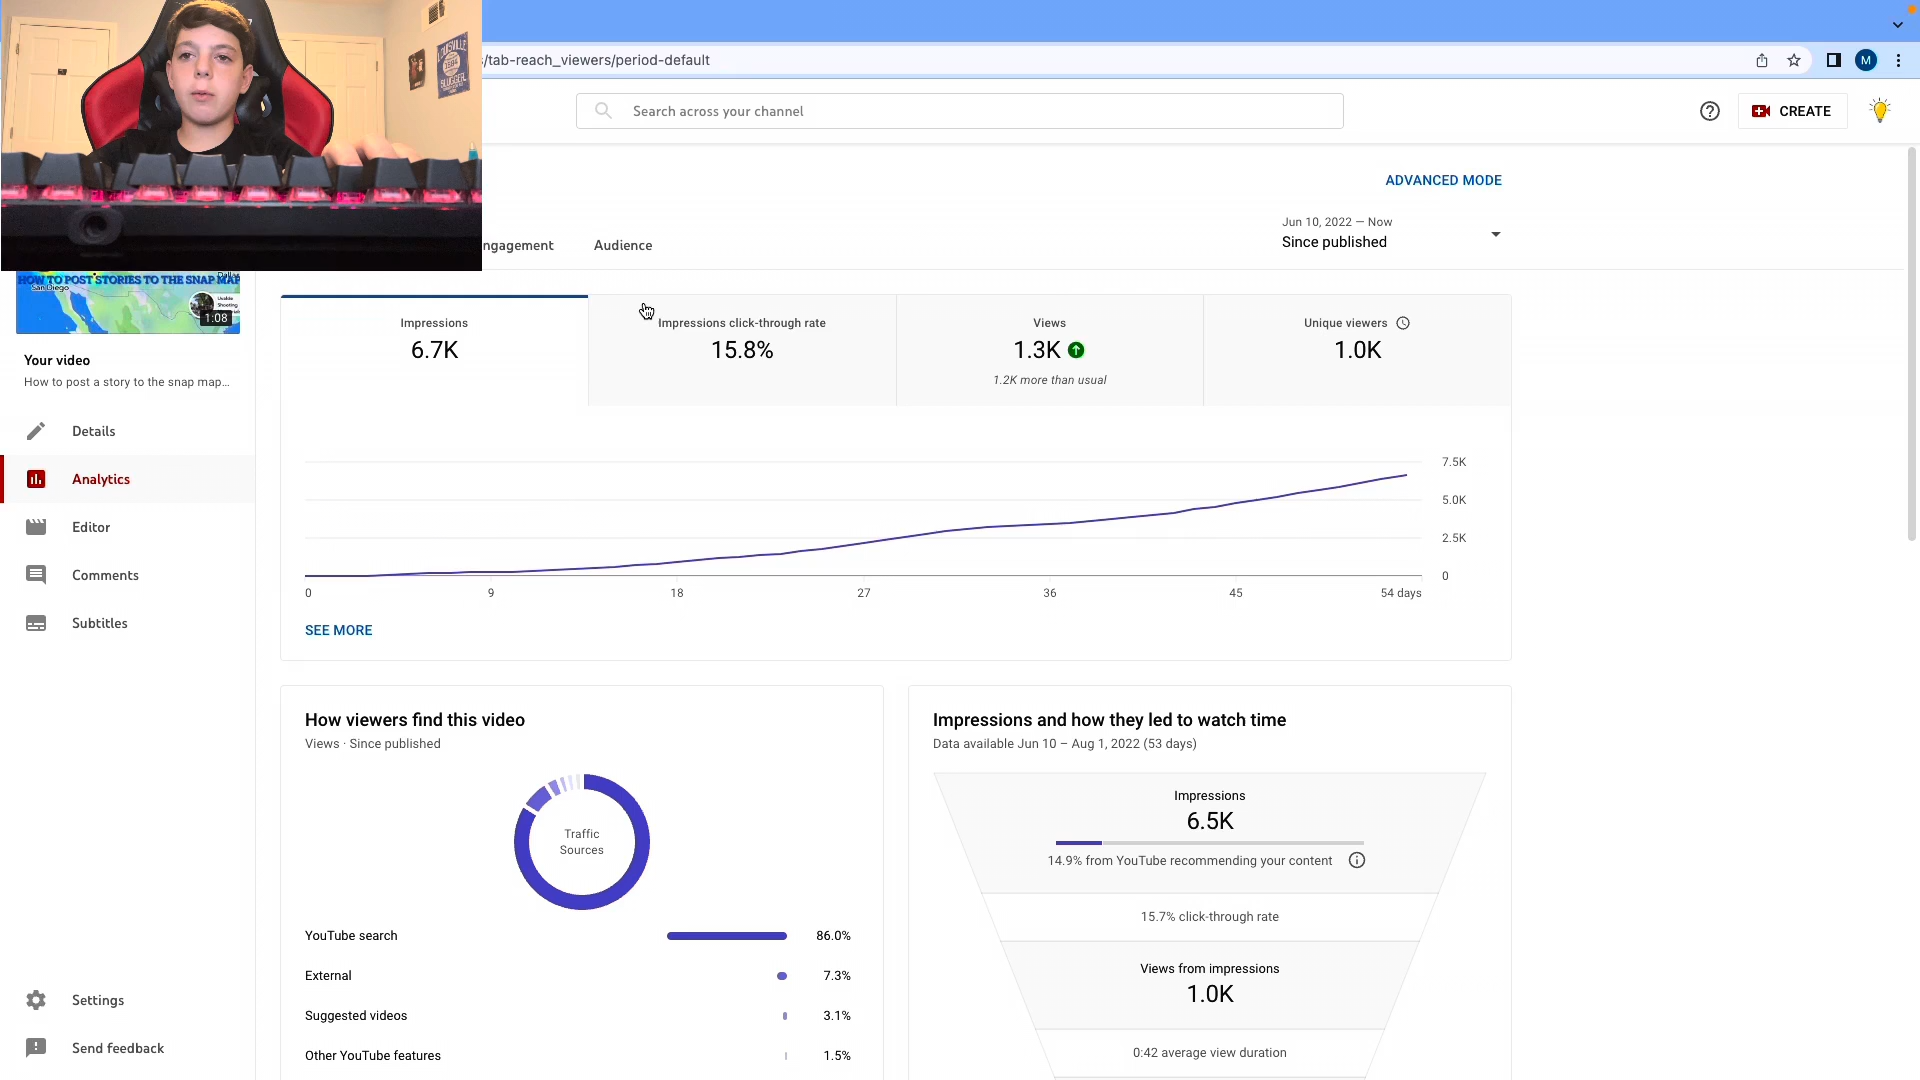 LOUISVILLE
SLUGGER
s/tab-reach_viewers/period-default
M
Search across your channel
CREATE
ADVANCED MODE
Jun 10, 2022 — Now
Since published
ngagement
Audience
HOW TO POST STORIES TO THE SNAP MAP
San Diego
Dallas
1:08
Your video
How to post a story to the snap map...
Details
Analytics
Editor
Comments
Subtitles
Settings
Send feedback
Impressions
6.7K
Impressions click-through rate
15.8%
Views
1.3K
1.2K more than usual
Unique viewers
1.0K
7.5K
5.0K
2.5K
0
0 9 18 27 36 45 54 days
SEE MORE
How viewers find this video
Views · Since published
Traffic
Sources
YouTube search 86.0%
External 7.3%
Suggested videos 3.1%
Other YouTube features 1.5%
Impressions and how they led to watch time
Data available Jun 10 – Aug 1, 2022 (53 days)
Impressions
6.5K
14.9% from YouTube recommending your content
15.7% click-through rate
Views from impressions
1.0K
0:42 average view duration